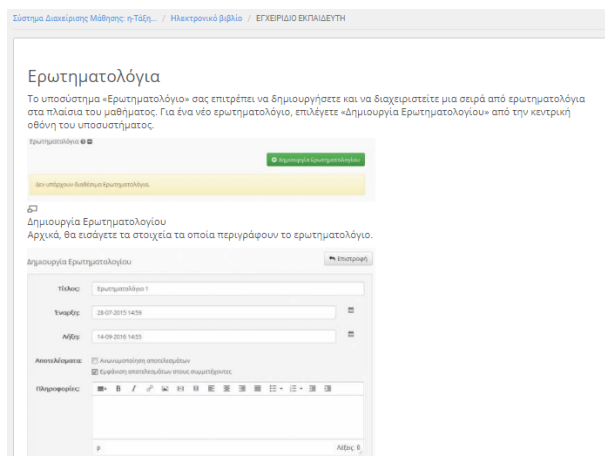 Σύστημα Διαχείρισης Μάθησης: η-Τάξη... / Ηλεκτρονικό βιβλίο / ΕΓΧΕΙΡΙΔΙΟ ΕΚΠΑΙΔΕΥΤΗ
Ερωτηματολόγια
Το υποσύστημα «Ερωτηματολόγιο» σας επιτρέπει να δημιουργήσετε και να διαχειριστείτε μια σειρά από ερωτηματολόγια
στα πλαίσια του μαθήματος. Για ένα νέο ερωτηματολόγιο, επιλέγετε «Δημιουργία Ερωτηματολογίου» από την κεντρική
οθόνη του υποσυστήματος.
Ερωτηματολόγια
Δημιουργία Ερωτηματολογίου
Δεν υπάρχουν διαθέσιμα Ερωτηματολόγια.
Δημιουργία Ερωτηματολογίου
Αρχικά, θα εισάγετε τα στοιχεία τα οποία περιγράφουν το ερωτηματολόγιο.
Δημιουργία Ερωτηματολογίου Επιστροφή
Τίτλος: Ερωτηματολόγιο 1
Έναρξη: 28-07-2015 14:59
Λήξη: 14-09-2016 14:55
Αποτελέσματα: Ανωνυμοποίηση αποτελεσμάτων
Εμφάνιση αποτελεσμάτων στους συμμετέχοντες
Πληροφορίες: B I
p Λέξεις: 0